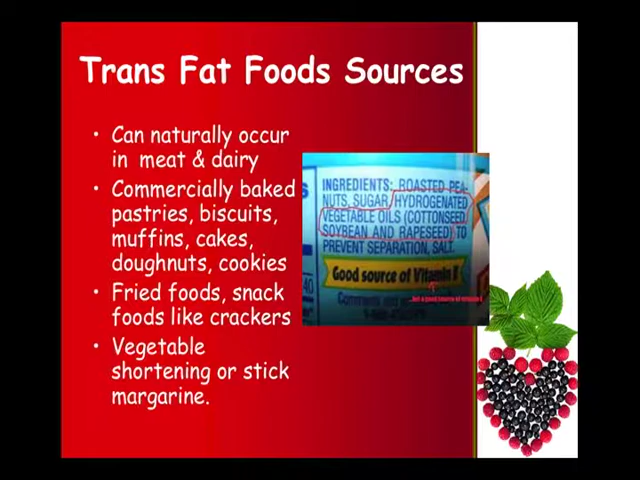 Trans Fat Foods Sources
• Can naturally occur
in meat & dairy
• Commercially baked
pastries, biscuits,
muffins, cakes,
doughnuts, cookies
• Fried foods, snack
foods like crackers
• Vegetable
shortening or stick
margarine.
INGREDIENTS: ROASTED PEA-
NUTS, SUGAR, HYDROGENATED
VEGETABLE OILS (COTTONSEED,
SOYBEAN AND RAPESEED) TO
PREVENT SEPARATION, SALT.
Good source of Vitamin E